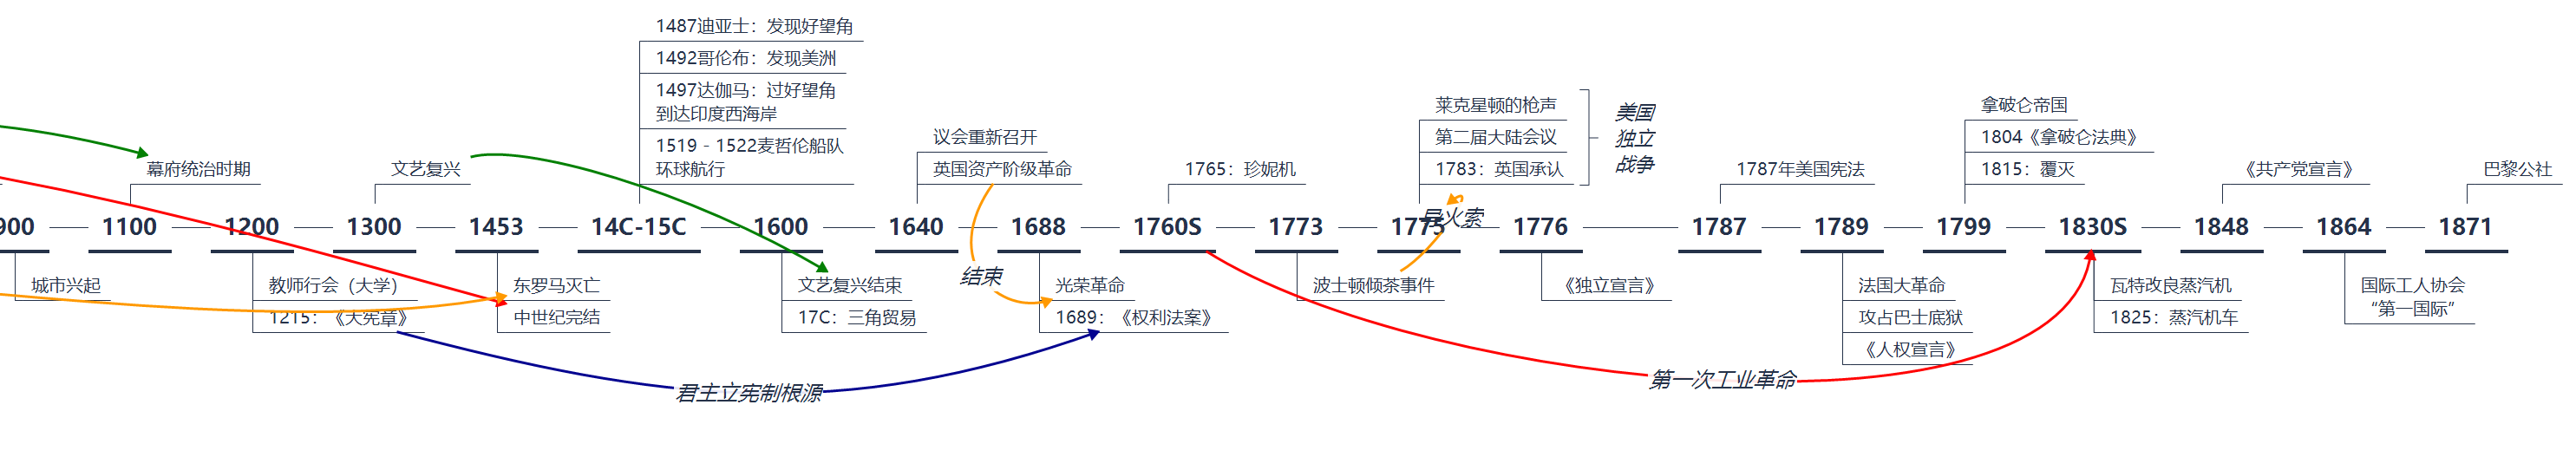 1487迪亚士：发现好望角
1492哥伦布：发现美洲
1497达伽马：过好望角
到达印度西海岸
1519 - 1522麦哲伦船队
环球航行
莱克星顿的枪声
第二届大陆会议
1783：英国承认
美国
独立
战争
拿破仑帝国
1804《拿破仑法典》
1815：覆灭
议会重新召开
英国资产阶级革命
幕府统治时期
文艺复兴
1765：珍妮机
1787年美国宪法
《共产党宣言》
巴黎公社
900
1100
1200
1300
1453
14C-15C
1600
1640
1688
1760S
1773
1775
导火索
1776
1787
1789
1799
1830S
1848
1864
1871
城市兴起
教师行会（大学）
1215：《大宪章》
东罗马灭亡
中世纪完结
文艺复兴结束
17C：三角贸易
结束
光荣革命
1689：《权利法案》
波士顿倾茶事件
《独立宣言》
法国大革命
攻占巴士底狱
《人权宣言》
瓦特改良蒸汽机
1825：蒸汽机车
国际工人协会
“第一国际”
君主立宪制根源
第一次工业革命